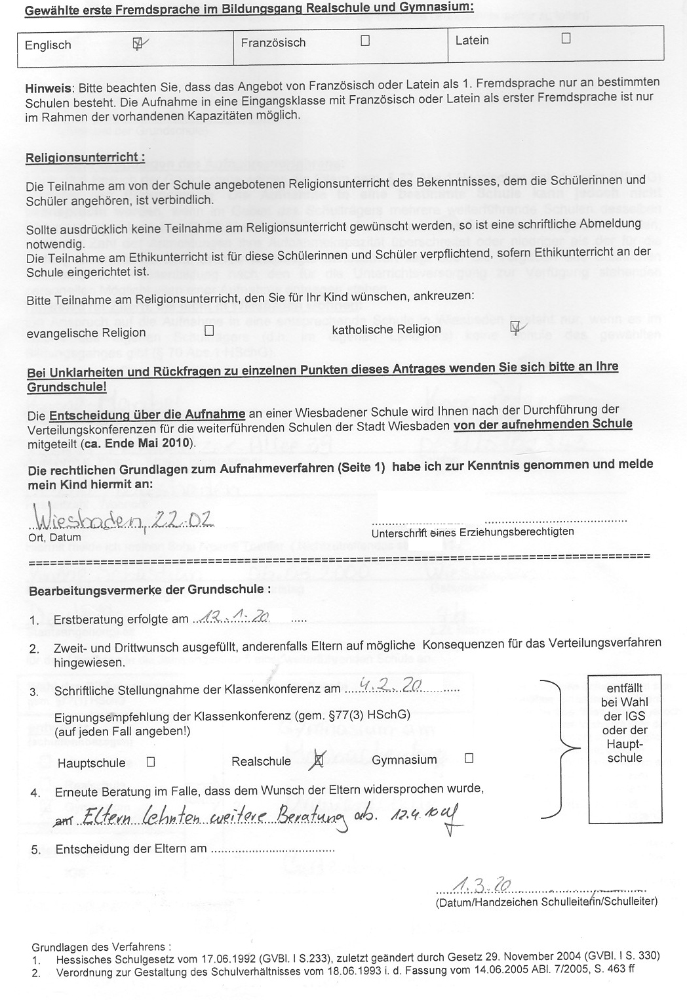 Gewählte erste Fremdsprache im Bildungsgang Realschule und Gymnasium:
Englisch ☒ Französisch ☐ Latein ☐
Hinweis: Bitte beachten Sie, dass das Angebot von Französisch oder Latein als 1. Fremdsprache nur an bestimmten
Schulen besteht. Die Aufnahme in eine Eingangsklasse mit Französisch oder Latein als erster Fremdsprache ist nur
im Rahmen der vorhandenen Kapazitäten möglich.
Religionsunterricht :
Die Teilnahme am von der Schule angebotenen Religionsunterricht des Bekenntnisses, dem die Schülerinnen und
Schüler angehören, ist verbindlich.
Sollte ausdrücklich keine Teilnahme am Religionsunterricht gewünscht werden, so ist eine schriftliche Abmeldung
notwendig.
Die Teilnahme am Ethikunterricht ist für diese Schülerinnen und Schüler verpflichtend, sofern Ethikunterricht an der
Schule eingerichtet ist.
Bitte Teilnahme am Religionsunterricht, den Sie für Ihr Kind wünschen, ankreuzen:
evangelische Religion ☐ katholische Religion ☒
Bei Unklarheiten und Rückfragen zu einzelnen Punkten dieses Antrages wenden Sie sich bitte an Ihre
Grundschule!
Die Entscheidung über die Aufnahme an einer Wiesbadener Schule wird Ihnen nach der Durchführung der
Verteilungskonferenzen für die weiterführenden Schulen der Stadt Wiesbaden von der aufnehmenden Schule
mitgeteilt (ca. Ende Mai 2010).
Die rechtlichen Grundlagen zum Aufnahmeverfahren (Seite 1) habe ich zur Kenntnis genommen und melde
mein Kind hiermit an:
Wiesbaden, 22.02
Ort, Datum Unterschrift eines Erziehungsberechtigten
Bearbeitungsvermerke der Grundschule :
1. Erstberatung erfolgte am 12.1.20
2. Zweit- und Drittwunsch ausgefüllt, anderenfalls Eltern auf mögliche Konsequenzen für das Verteilungsverfahren
hingewiesen.
3. Schriftliche Stellungnahme der Klassenkonferenz am 4.2.20
Eignungsempfehlung der Klassenkonferenz (gem. §77(3) HSchG)
(auf jeden Fall angeben!)
Hauptschule ☐ Realschule ☒ Gymnasium ☐
entfällt
bei Wahl
der IGS
oder der
Haupt-
schule
4. Erneute Beratung im Falle, dass dem Wunsch der Eltern widersprochen wurde,
am Eltern lehnten weitere Beratung ab. 12.4.10
5. Entscheidung der Eltern am
1.3.20
(Datum/Handzeichen Schulleiterin/Schulleiter)
Grundlagen des Verfahrens :
1. Hessisches Schulgesetz vom 17.06.1992 (GVBl. I S.233), zuletzt geändert durch Gesetz 29. November 2004 (GVBl. I S. 330)
2. Verordnung zur Gestaltung des Schulverhältnisses vom 18.06.1993 i. d. Fassung vom 14.06.2005 ABl. 7/2005, S. 463 ff